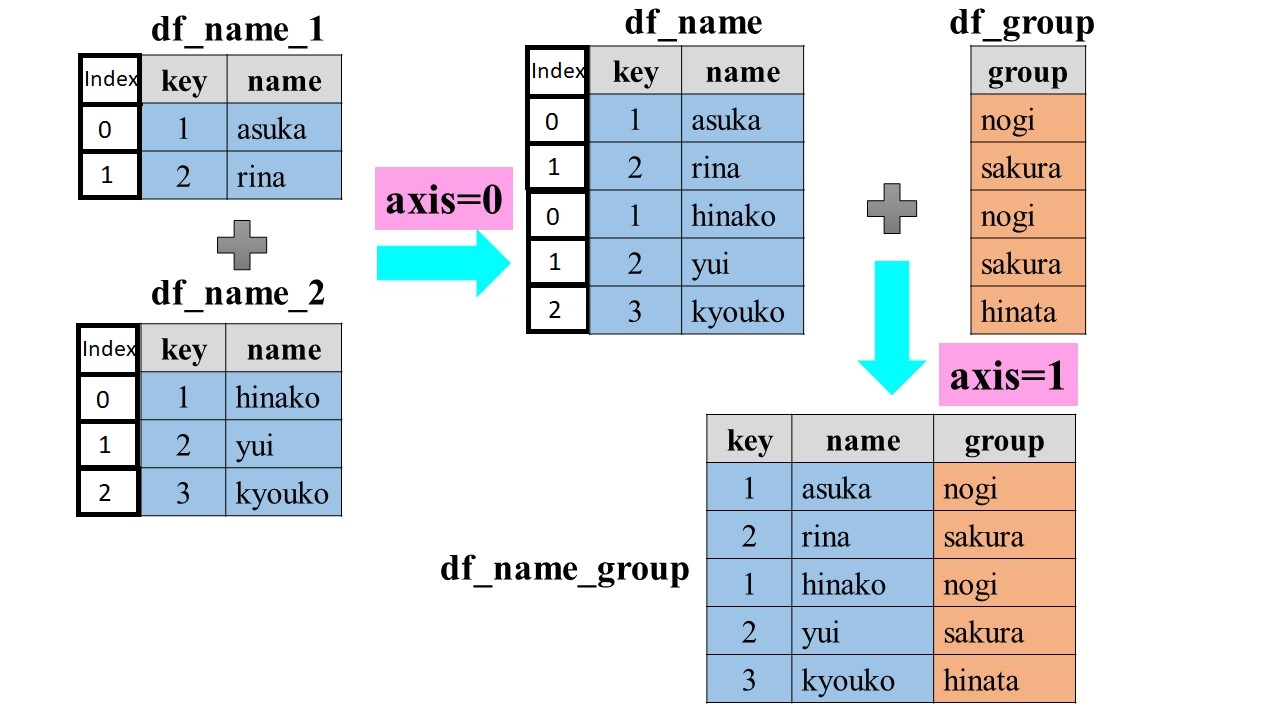 df_name_1
Index key name
0 1 asuka
1 2 rina
df_name_2
Index key name
0 1 hinako
1 2 yui
2 3 kyouko
axis=0
df_name
Index key name
0 1 asuka
1 2 rina
0 1 hinako
1 2 yui
2 3 kyouko
df_group
group
nogi
sakura
nogi
sakura
hinata
axis=1
df_name_group
key name group
1 asuka nogi
2 rina sakura
1 hinako nogi
2 yui sakura
3 kyouko hinata